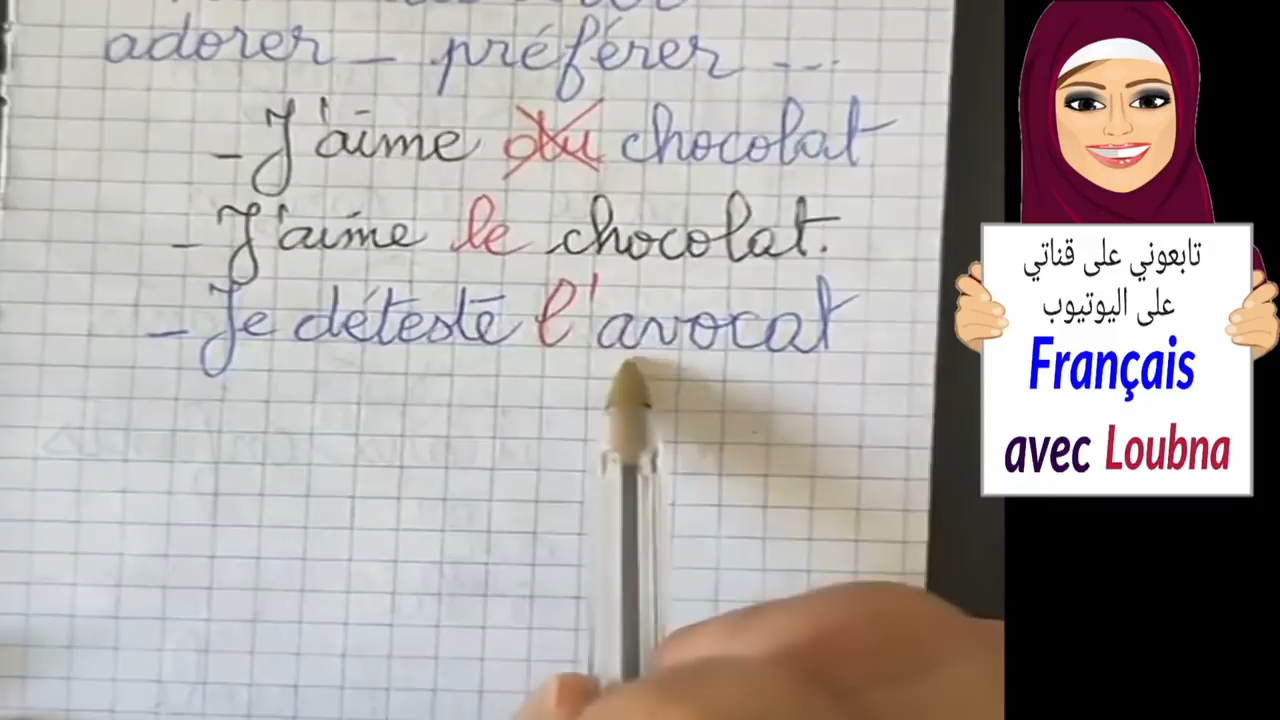 adorer - préférer ...
- J'aime du chocolat
- J'aime le chocolat.
- Je déteste l'avocat
تابعوني على قناتي
على اليوتيوب
Français
avec Loubna